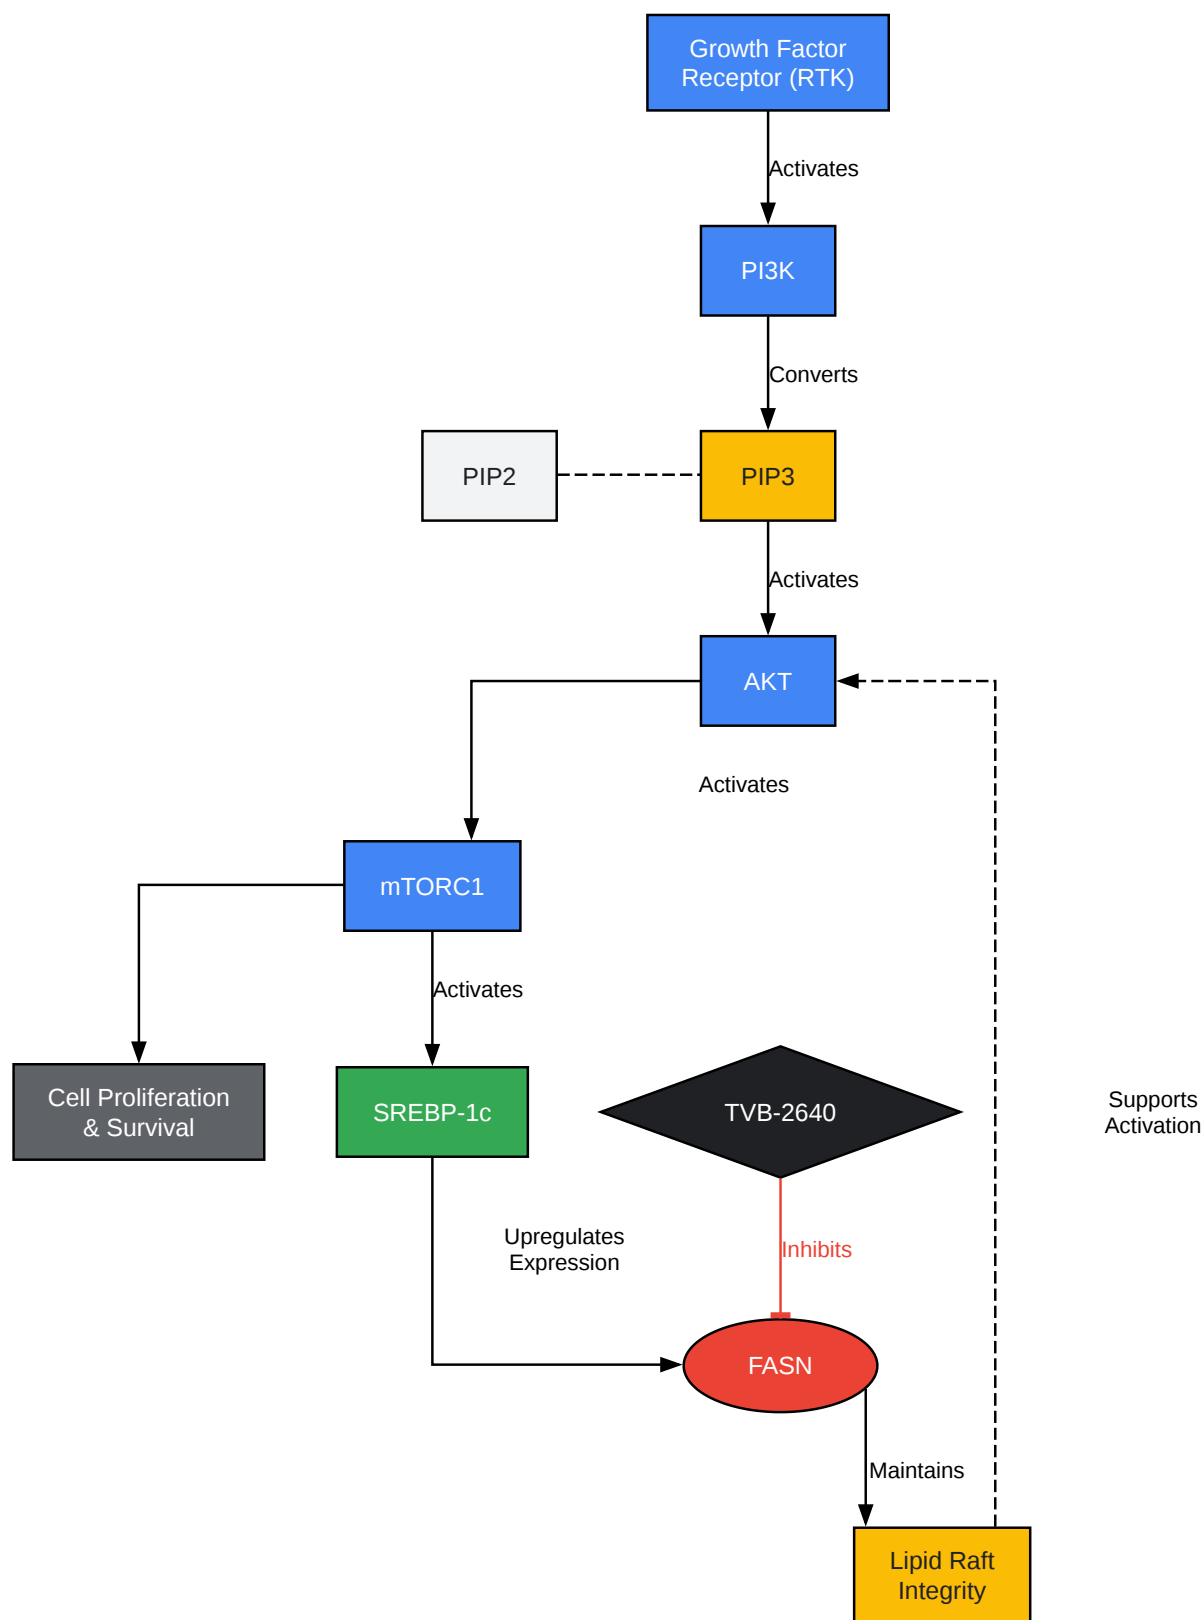 Growth Factor
Receptor (RTK)
Activates
PI3K
Converts
PIP2
PIP3
Activates
AKT
Activates
mTORC1
Activates
Cell Proliferation
& Survival
SREBP-1c
TVB-2640
Supports
Activation
Upregulates
Expression
Inhibits
FASN
Maintains
Lipid Raft
Integrity